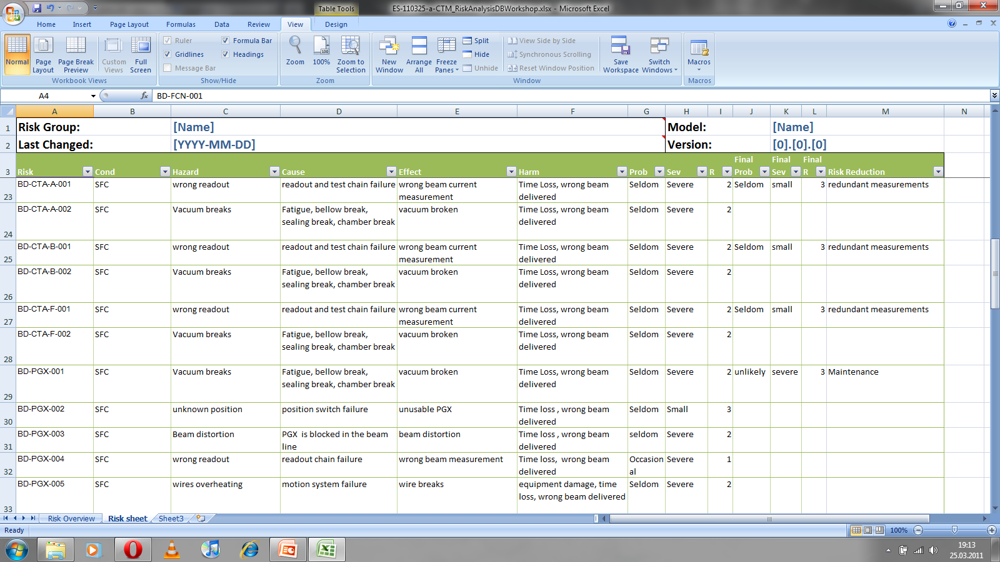 Table Tools
ES-110325-a-CTM_RiskAnalysisDBWorkshop.xlsx - Microsoft Excel
Home Insert Page Layout Formulas Data Review View Design
Normal Page Layout Page Break Preview Custom Views Full Screen
Workbook Views
Ruler Formula Bar
Gridlines Headings
Message Bar
Show/Hide
Zoom 100% Zoom to Selection
Zoom
New Window Arrange All Freeze Panes
Split View Side by Side
Hide Synchronous Scrolling
Unhide Reset Window Position
Save Workspace Switch Windows
Window
Macros
Macros
A4 fx BD-FCN-001
A B C D E F G H I J K L M N
1 Risk Group: [Name] Model: [Name]
2 Last Changed: [YYYY-MM-DD] Version: [0].[0].[0]
Final Final Final
3 Risk Cond Hazard Cause Effect Harm Prob Sev R Prob Sev R Risk Reduction
BD-CTA-A-001 SFC wrong readout readout and test chain failure wrong beam current Time Loss, wrong beam Seldom Severe 2 Seldom small 3 redundant measurements
23 measurement delivered
BD-CTA-A-002 SFC Vacuum breaks Fatigue, bellow break, vacuum broken Time Loss, wrong beam Seldom Severe 2
sealing break, chamber break delivered
24
BD-CTA-B-001 SFC wrong readout readout and test chain failure wrong beam current Time Loss, wrong beam Seldom Severe 2 Seldom small 3 redundant measurements
25 measurement delivered
BD-CTA-B-002 SFC Vacuum breaks Fatigue, bellow break, vacuum broken Time Loss, wrong beam Seldom Severe 2
sealing break, chamber break delivered
26
BD-CTA-F-001 SFC wrong readout readout and test chain failure wrong beam current Time Loss, wrong beam Seldom Severe 2 Seldom small 3 redundant measurements
27 measurement delivered
BD-CTA-F-002 SFC Vacuum breaks Fatigue, bellow break, vacuum broken Time Loss, wrong beam Seldom Severe 2
sealing break, chamber break delivered
28
BD-PGX-001 SFC Vacuum breaks Fatigue, bellow break, vacuum broken Time Loss, wrong beam Seldom Severe 2 unlikely severe 3 Maintenance
sealing break, chamber break delivered
29
BD-PGX-002 SFC unknown position position switch failure unusable PGX Time loss , wrong beam Seldom Small 3
30 delivered
BD-PGX-003 SFC Beam distortion PGX is blocked in the beam beam distortion Time loss , wrong beam seldom Severe 2
31 line delivered
BD-PGX-004 SFC wrong readout readout chain failure wrong beam measurement Time loss, wrong beam Occasion Severe 1
32 delivered al
BD-PGX-005 SFC wires overheating motion system failure wire breaks equipment damage, time Seldom Severe 2
loss, wrong beam delivered
33
Risk Overview Risk sheet Sheet3
Ready 100%
19:13
25.03.2011